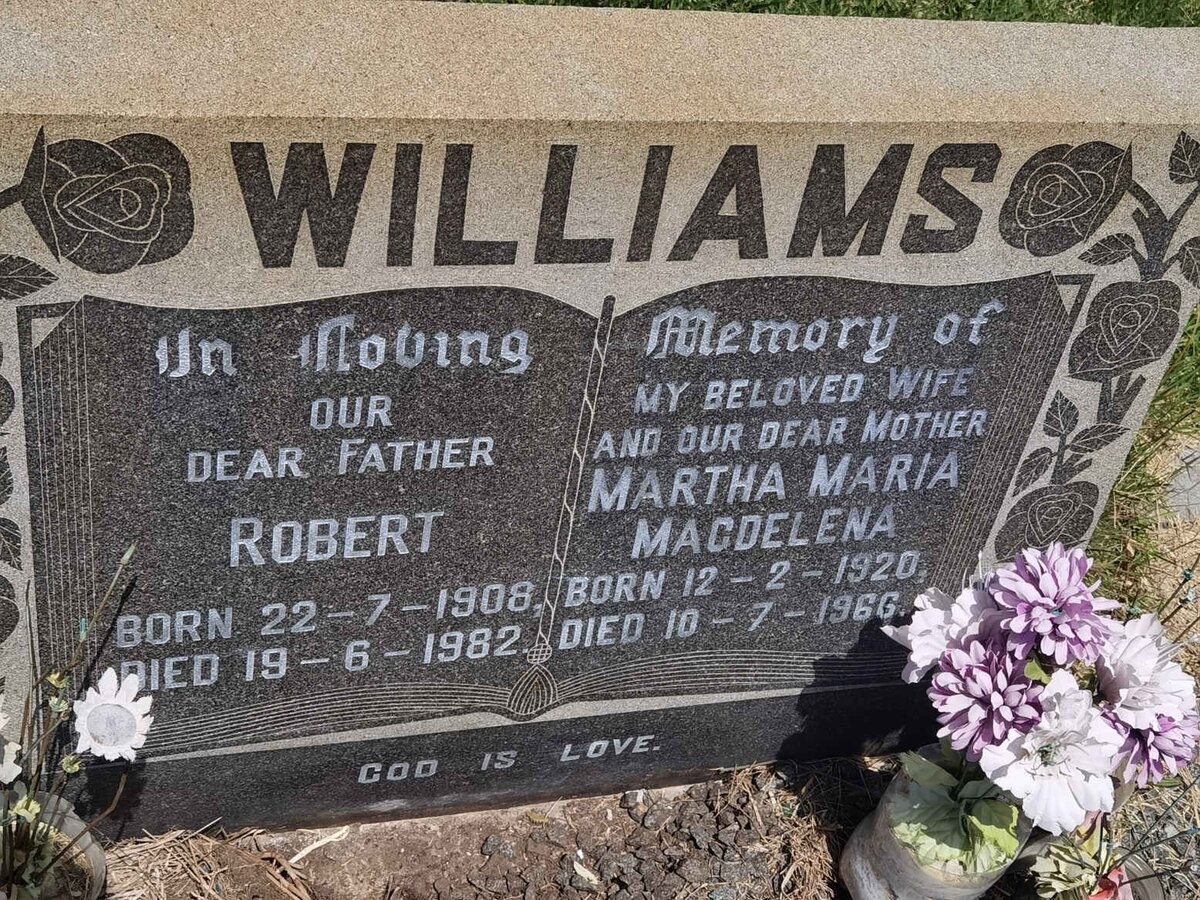 WILLIAMS
In Loving
OUR
DEAR FATHER
ROBERT
BORN 22-7-1908,
DIED 19-6-1982.
Memory of
MY BELOVED WIFE
AND OUR DEAR MOTHER
MARTHA MARIA
MAGDELENA
BORN 12-2-1920,
DIED 10-7-1966.
GOD IS LOVE.